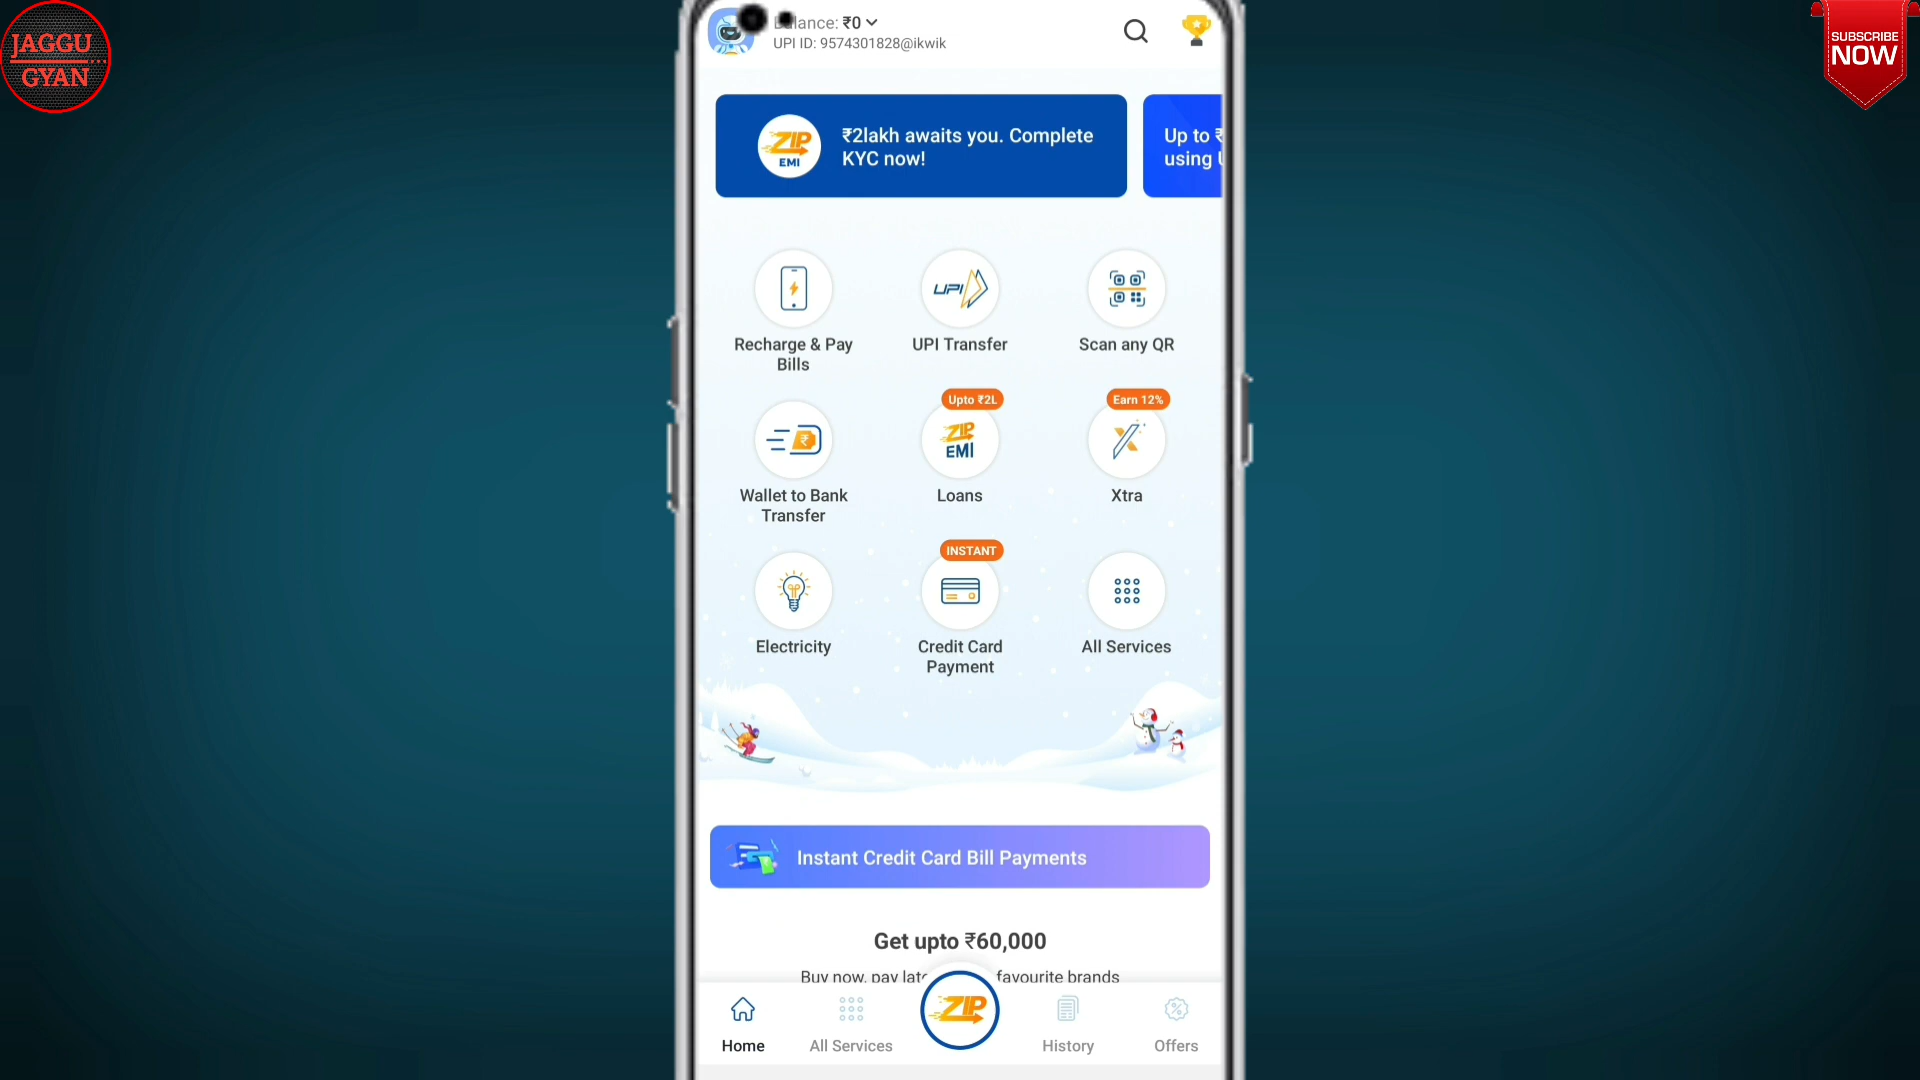 JAGGU
GYAN
SUBSCRIBE
NOW
Balance: ₹0
UPI ID: 9574301828@ikwik
ZIP
EMI
₹2lakh awaits you. Complete
KYC now!
Up to ₹
using
UPI
Recharge & Pay
Bills
UPI Transfer
Scan any QR
Upto ₹2L
Earn 12%
ZIP
EMI
Wallet to Bank
Transfer
Loans
Xtra
INSTANT
Electricity
Credit Card
Payment
All Services
Instant Credit Card Bill Payments
Get upto ₹60,000
Buy now, pay late favourite brands
ZIP
Home
All Services
History
Offers